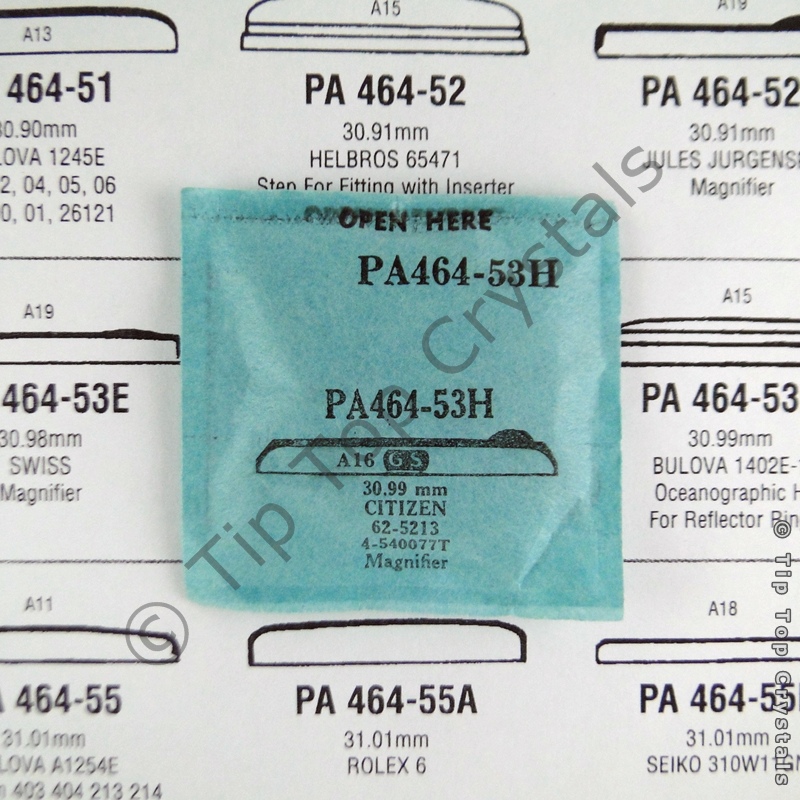 A13
464-51
30.90mm
LOVA 1245E
2, 04, 05, 06
0, 01, 26121
A15
PA 464-52
30.91mm
HELBROS 65471
Step For Fitting with Inserter
A19
PA 464-52
30.91mm
JULES JURGENSE
Magnifier
A19
464-53E
30.98mm
SWISS
Magnifier
OPEN HERE
PA464-53H
PA464-53H
A16 GS
30.99 mm
CITIZEN
62-5213
4-540077T
Magnifier
A15
PA 464-53
30.99mm
BULOVA 1402E-
Oceanographic H
For Reflector Rin
A11
464-55
31.01mm
LOVA A1254E
403 404 213 214
PA 464-55A
31.01mm
ROLEX 6
A18
PA 464-55
31.01mm
SEIKO 310W
© Tip Top Crystals
© Tip Top Crystals